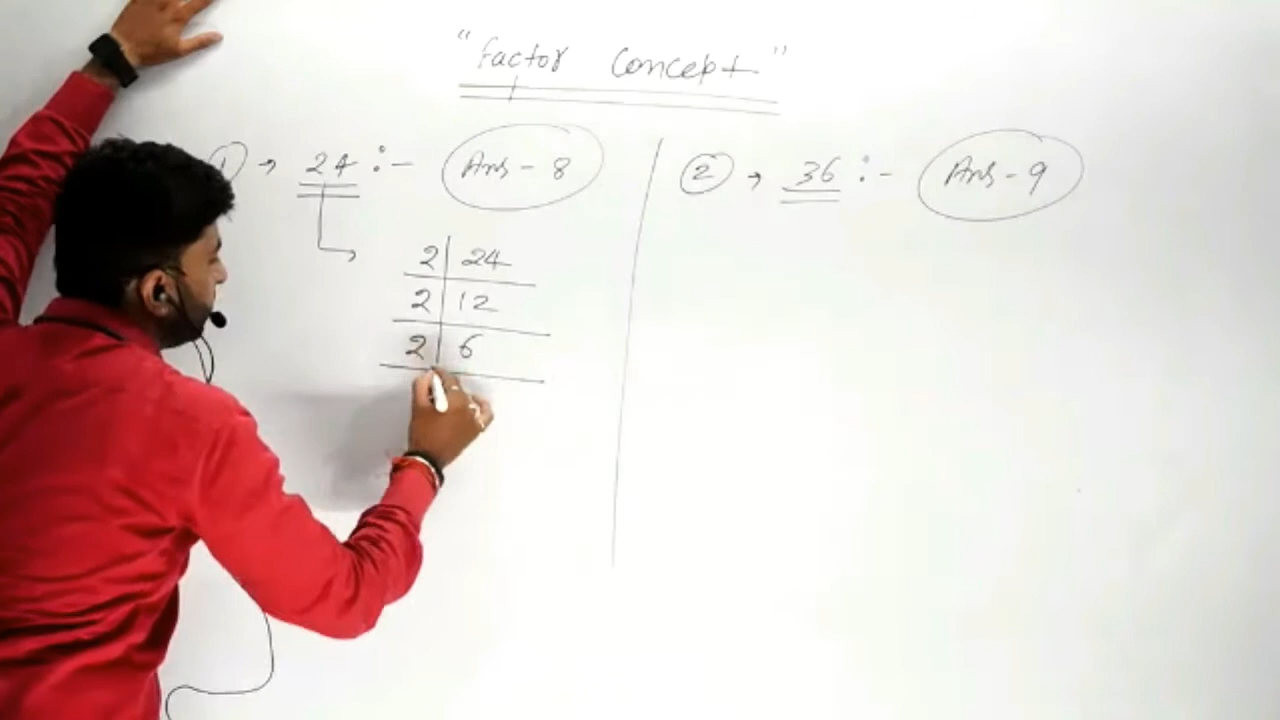 "Factor Concept"
① → 24 :- Ans - 8
2 | 24
2 | 12
2 | 6
② → 36 :- Ans - 9